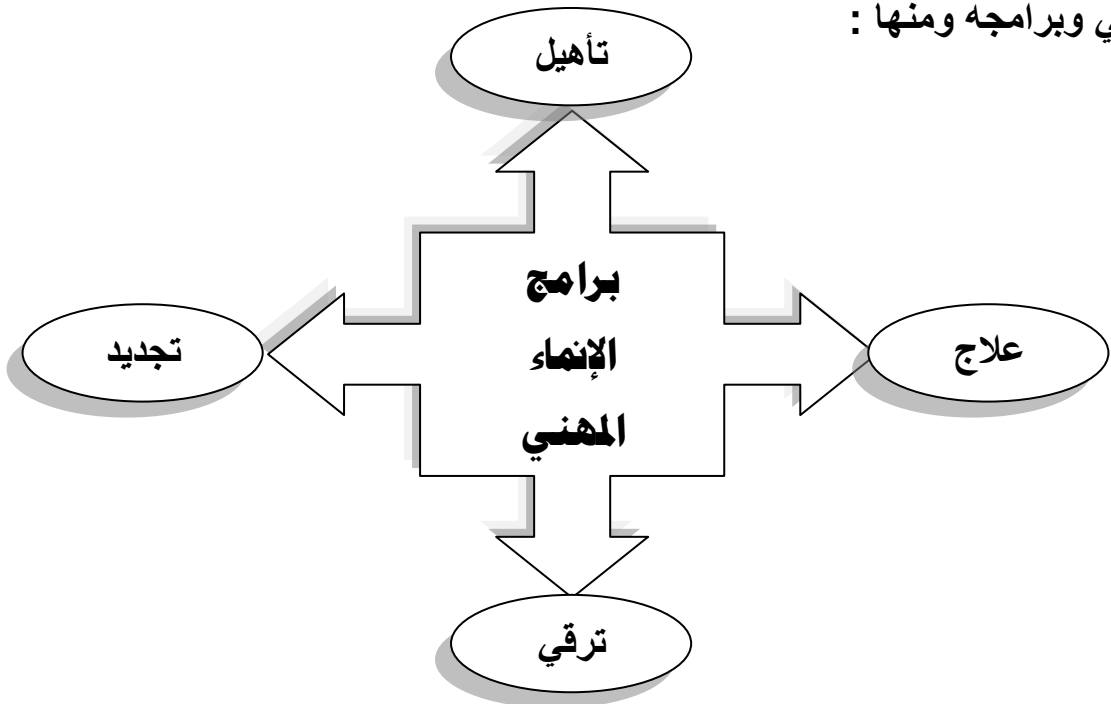 ي وبرامجه ومنها :
تأهيل
برامج
الإنماء
المهني
علاج
تجديد
ترقي